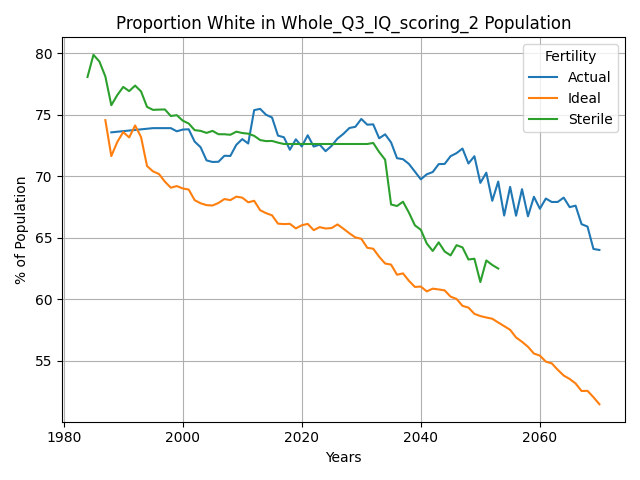 Proportion White in Whole_Q3_IQ_scoring_2 Population
% of Population
80
75
70
65
60
55
1980
2000
2020
2040
2060
Years
Fertility
Actual
Ideal
Sterile